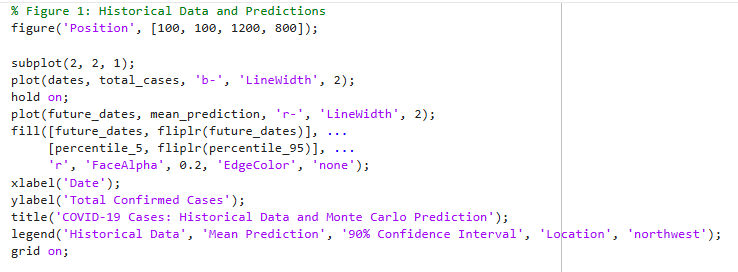 % Figure 1: Historical Data and Predictions
figure('Position', [100, 100, 1200, 800]);
subplot(2, 2, 1);
plot(dates, total_cases, 'b-', 'LineWidth', 2);
hold on;
plot(future_dates, mean_prediction, 'r-', 'LineWidth', 2);
fill([future_dates, fliplr(future_dates)], ...
[percentile_5, fliplr(percentile_95)], ...
'r', 'FaceAlpha', 0.2, 'EdgeColor', 'none');
xlabel('Date');
ylabel('Total Confirmed Cases');
title('COVID-19 Cases: Historical Data and Monte Carlo Prediction');
legend('Historical Data', 'Mean Prediction', '90% Confidence Interval', 'Location', 'northwest');
grid on;